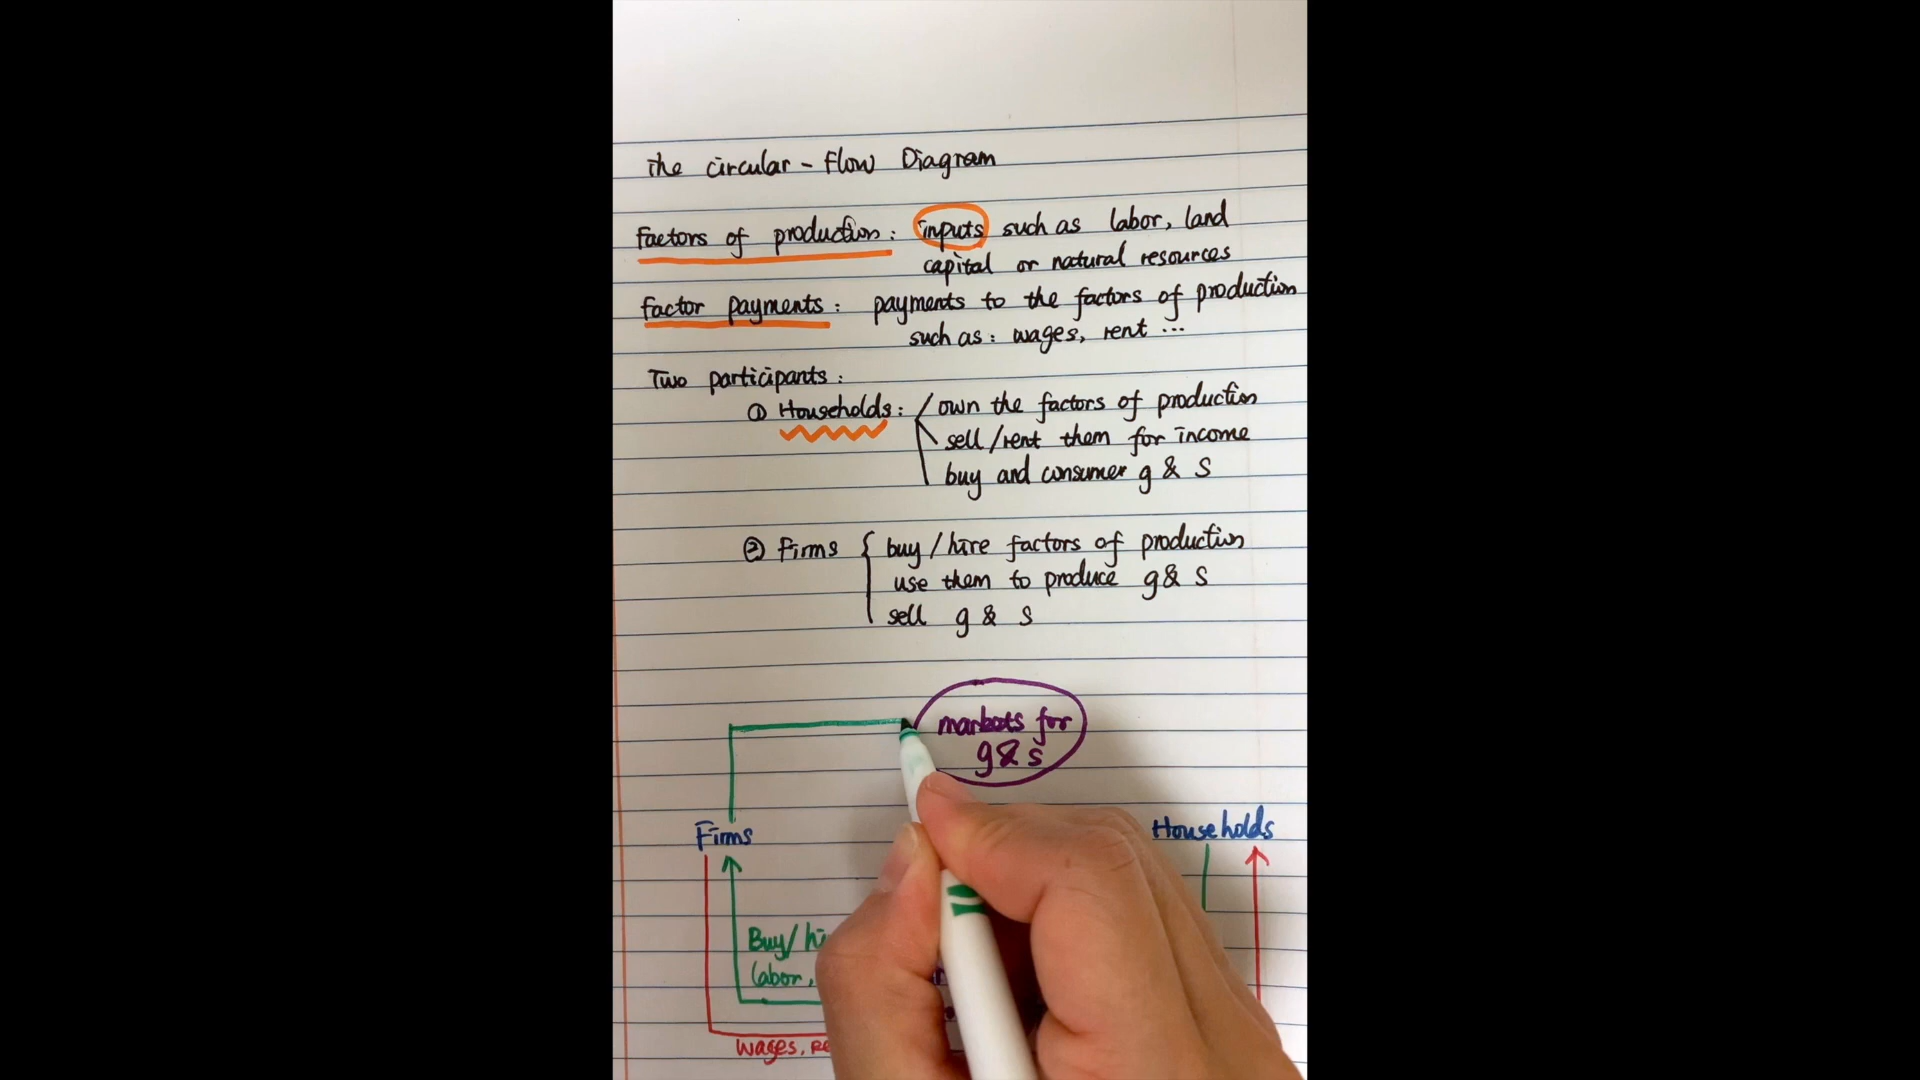 The circular - Flow Diagram
Factors of production : inputs such as labor, land
capital or natural resources
factor payments : payments to the factors of production
such as : wages, rent ...
Two participants :
① Households : own the factors of production
sell/rent them for income
buy and consumer g & s
② Firms { buy/hire factors of production
use them to produce g & s
sell g & s
markets for
g & s
Firms
Households
Buy/
labor,
wages,